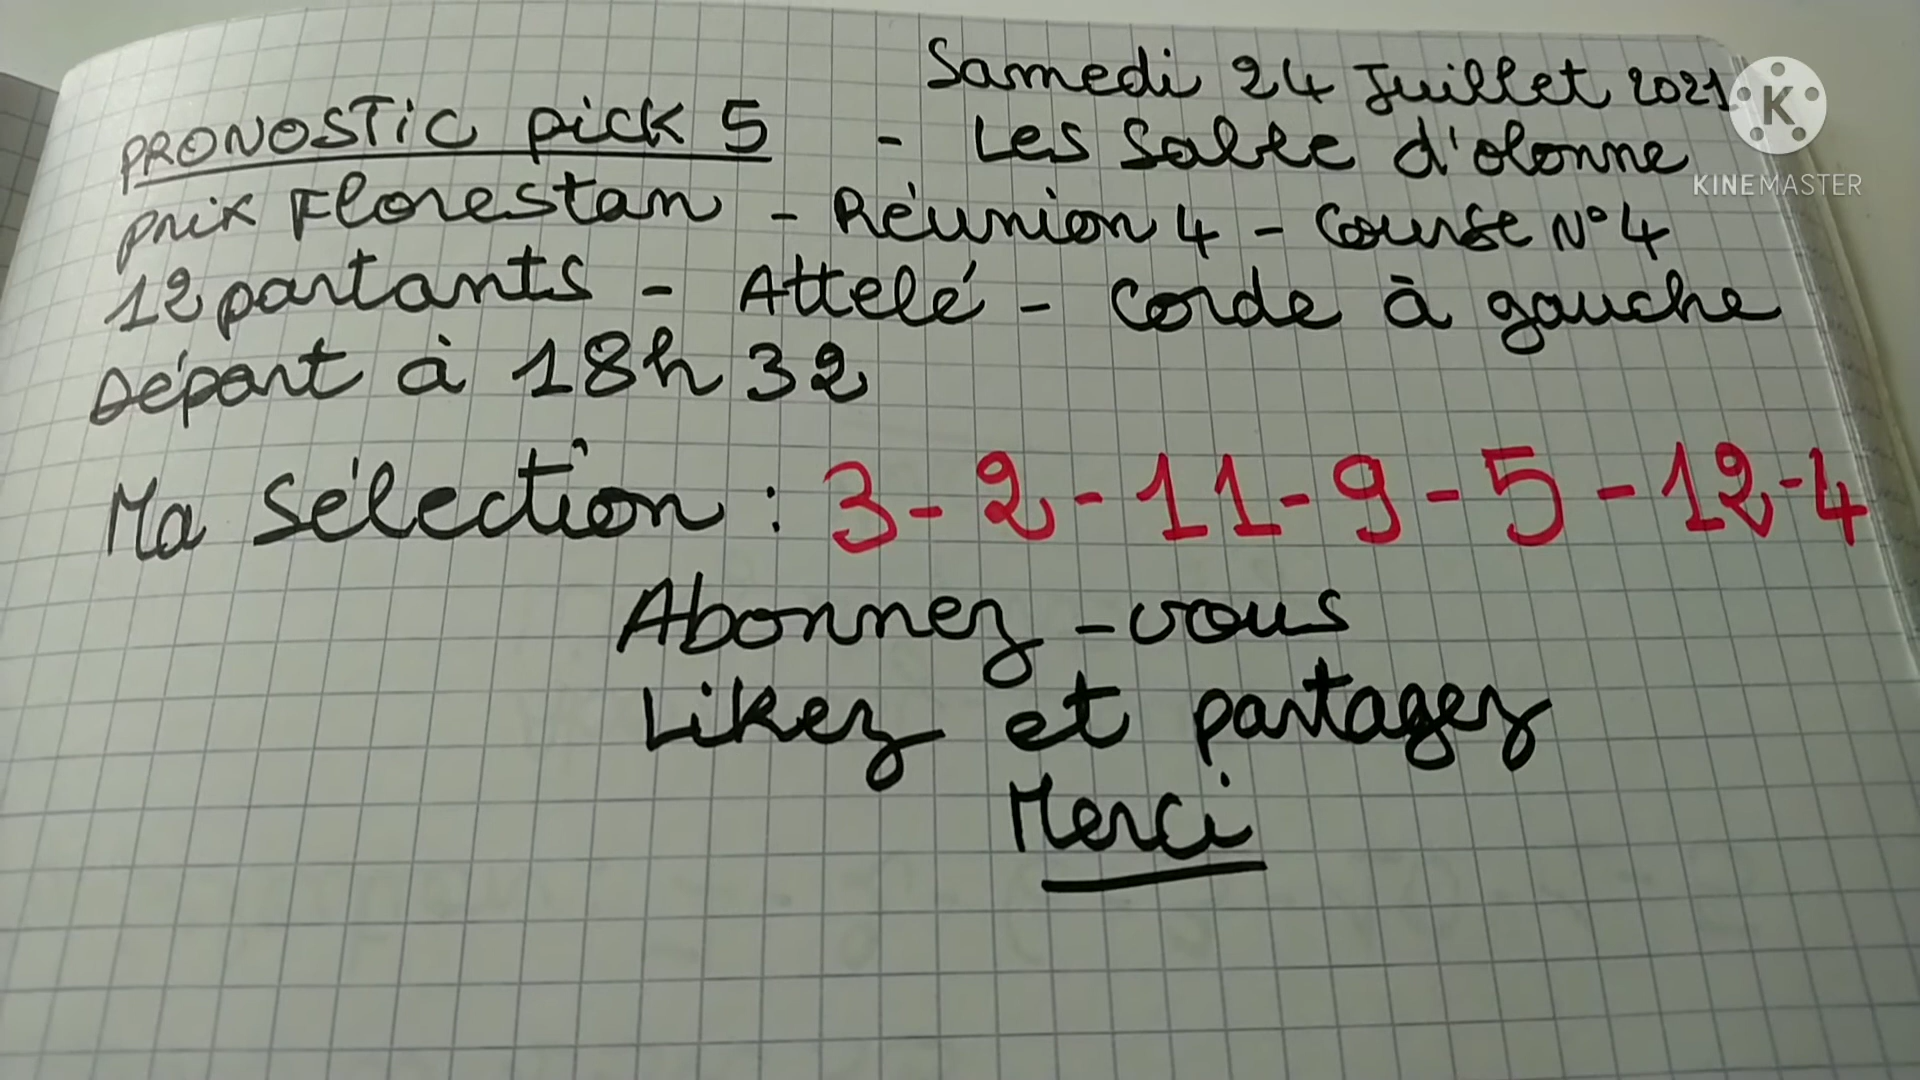 Samedi 24 Juillet 2021
PRONOSTIC pick 5 - Les Sable d'olonne
prix Florestan - Réunion 4 - Course N°4
12 partants - Attelé - Corde à gauche
Départ à 18h32
Ma Sélection : 3-2-11-9-5-12-4
Abonnez-vous
Likez et partagez
Merci
K
KINEMASTER